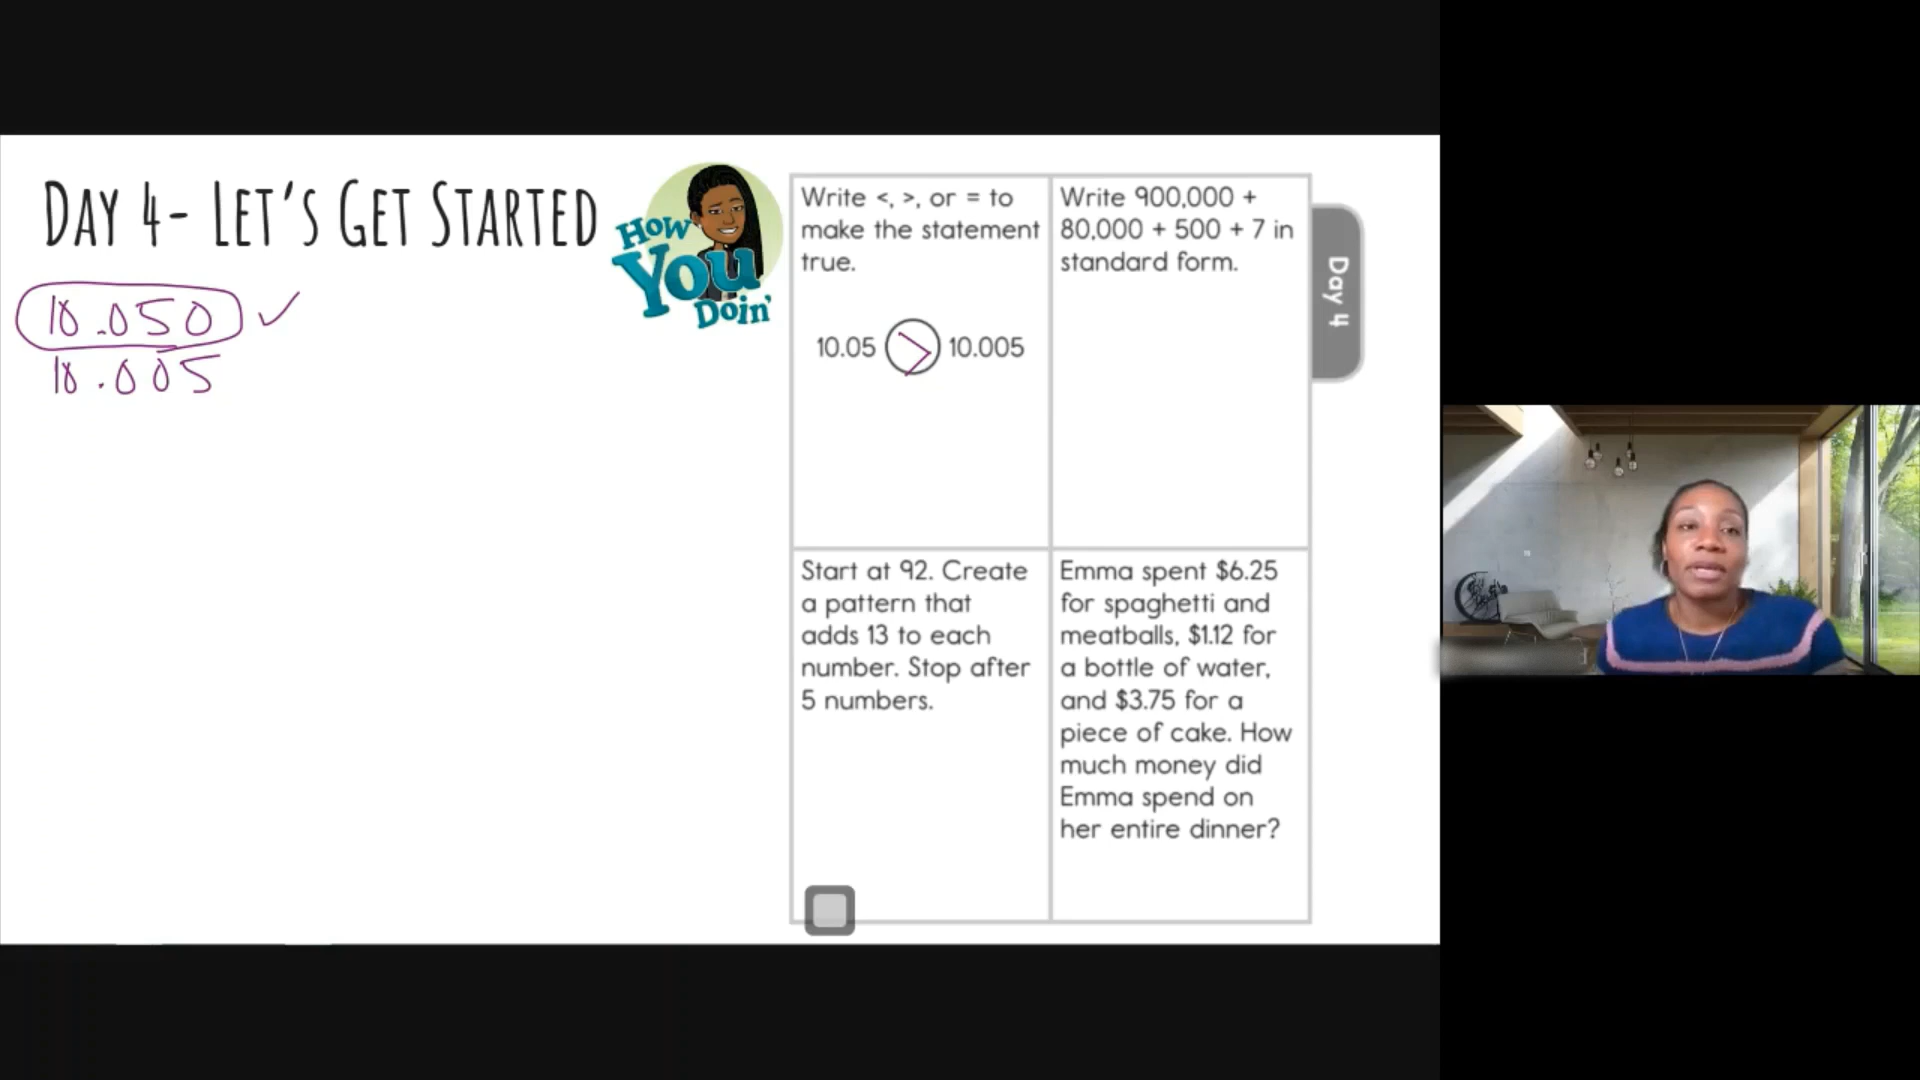 DAY 4- LET'S GET STARTED
How
You
Doin'
10.050 ✓
10.005
Write <, >, or = to
make the statement
true.
10.05 > 10.005
Write 900,000 +
80,000 + 500 + 7 in
standard form.
Start at 92. Create
a pattern that
adds 13 to each
number. Stop after
5 numbers.
Emma spent $6.25
for spaghetti and
meatballs, $1.12 for
a bottle of water,
and $3.75 for a
piece of cake. How
much money did
Emma spend on
her entire dinner?
Day 4